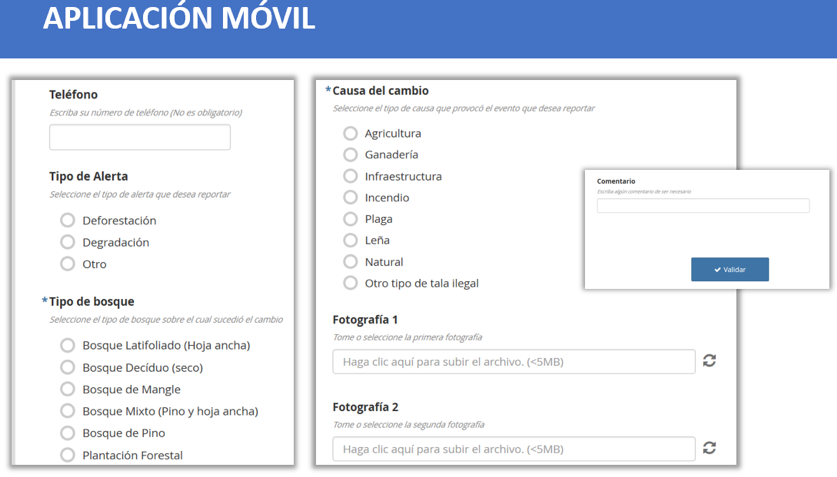 APLICACIÓN MÓVIL
Teléfono
Escriba su número de teléfono (No es obligatorio)
Tipo de Alerta
Seleccione el tipo de alerta que desea reportar
Deforestación
Degradación
Otro
*Tipo de bosque
Seleccione el tipo de bosque sobre el cual sucedió el cambio
Bosque Latifoliado (Hoja ancha)
Bosque Decíduo (seco)
Bosque de Mangle
Bosque Mixto (Pino y hoja ancha)
Bosque de Pino
Plantación Forestal
*Causa del cambio
Seleccione el tipo de causa que provocó el evento que desea reportar
Agricultura
Ganadería
Infraestructura
Incendio
Plaga
Leña
Natural
Otro tipo de tala ilegal
Fotografía 1
Tome o seleccione la primera fotografía
Haga clic aquí para subir el archivo. (<5MB)
Fotografía 2
Tome o seleccione la segunda fotografía
Haga clic aquí para subir el archivo. (<5MB)
Comentario
Escriba algún comentario de ser necesario
Validar